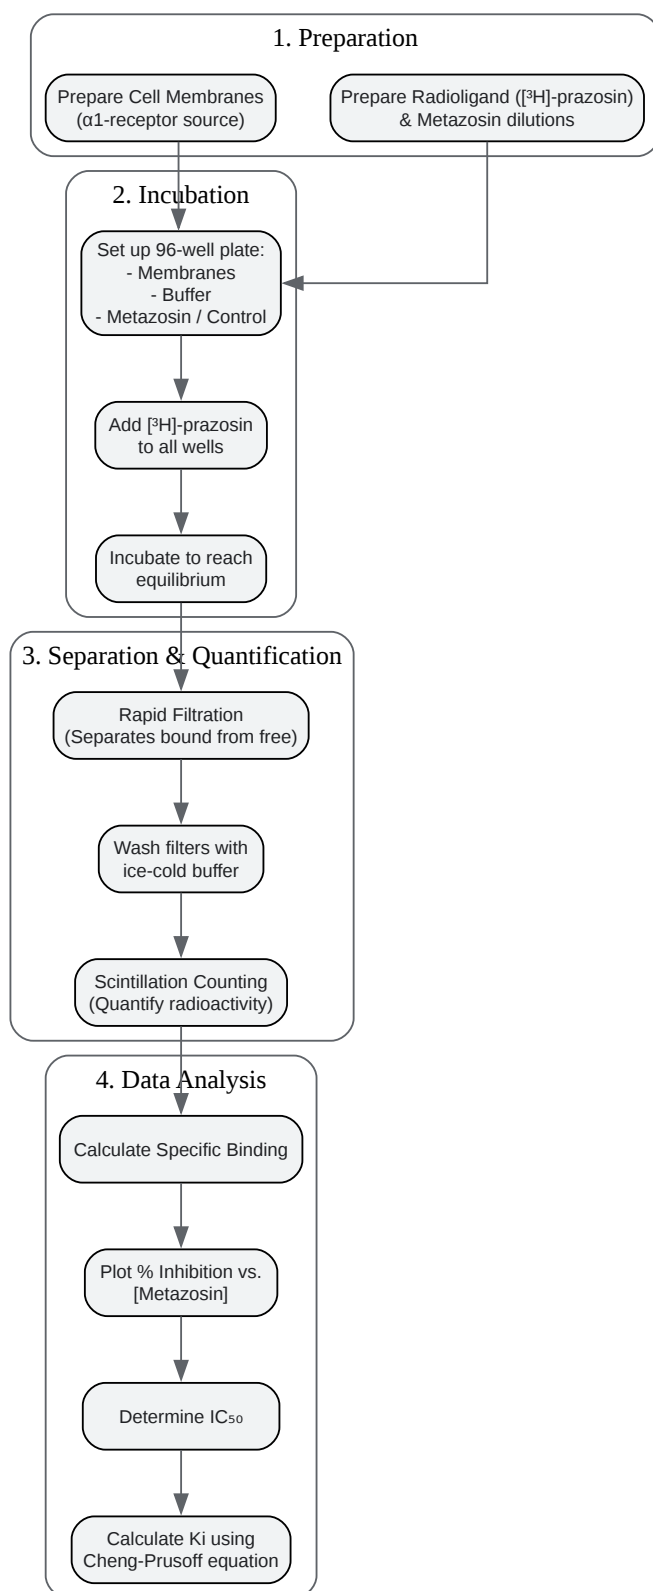 1. Preparation
Prepare Cell Membranes
(α1-receptor source)
Prepare Radioligand ([³H]-prazosin)
& Metazosin dilutions
2. Incubation
Set up 96-well plate:
- Membranes
- Buffer
- Metazosin / Control
Add [³H]-prazosin
to all wells
Incubate to reach
equilibrium
3. Separation & Quantification
Rapid Filtration
(Separates bound from free)
Wash filters with
ice-cold buffer
Scintillation Counting
(Quantify radioactivity)
4. Data Analysis
Calculate Specific Binding
Plot % Inhibition vs.
[Metazosin]
Determine IC₅₀
Calculate Ki using
Cheng-Prusoff equation